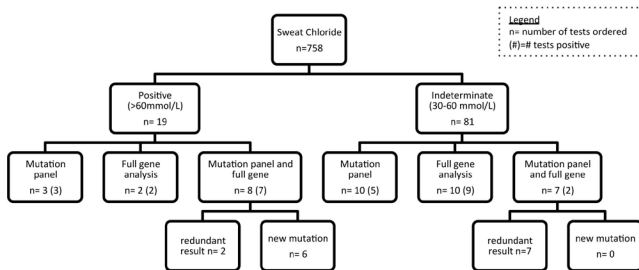 Sweat Chloride
n=758
Legend
n= number of tests ordered
(#)=# tests positive
Positive
(>60mmol/L)
n= 19
Indeterminate
(30-60 mmol/L)
n= 81
Mutation
panel
n= 3 (3)
Full gene
analysis
n= 2 (2)
Mutation panel and
full gene
n= 8 (7)
Mutation
panel
n= 10 (5)
Full gene
analysis
n= 10 (9)
Mutation panel
and full gene
n= 7 (2)
redundant
result n= 2
new mutation
n= 6
redundant
result n=7
new mutation
n= 0